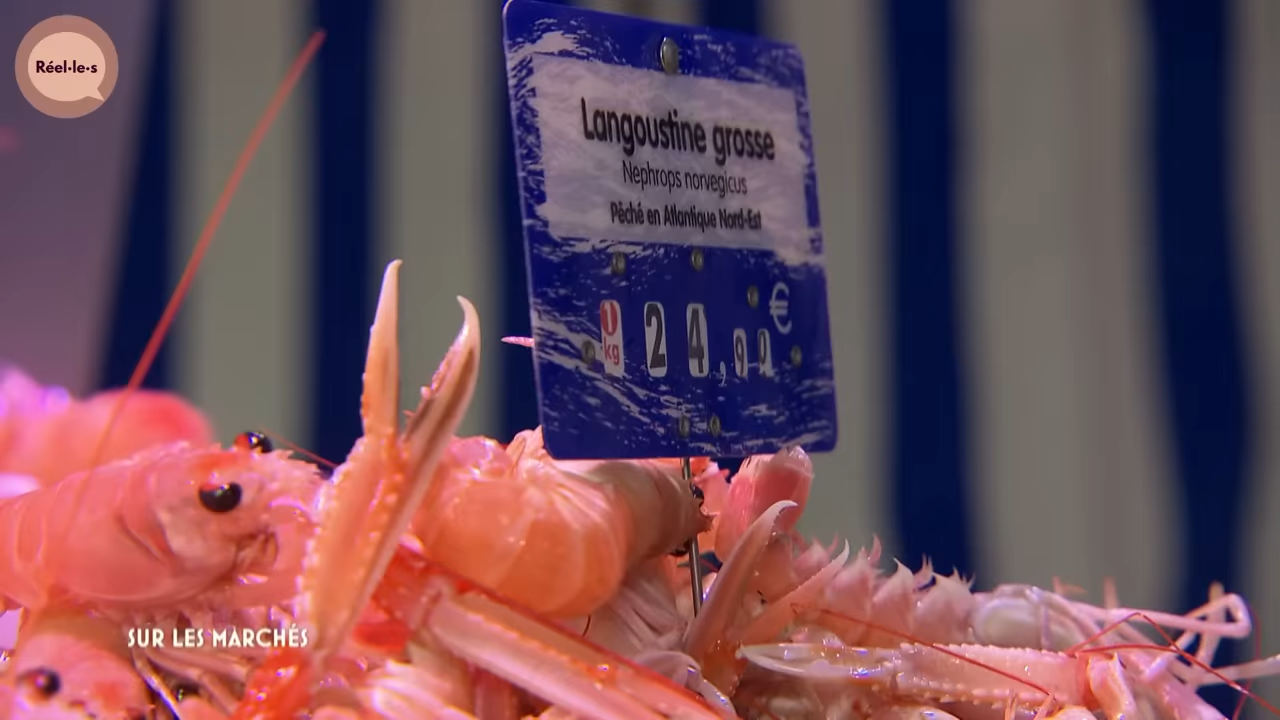 Réel·le·s
Langoustine grosse
Nephrops norvegicus
Pêché en Atlantique Nord-Est
€
1 kg 24,90
SUR LES MARCHÉS